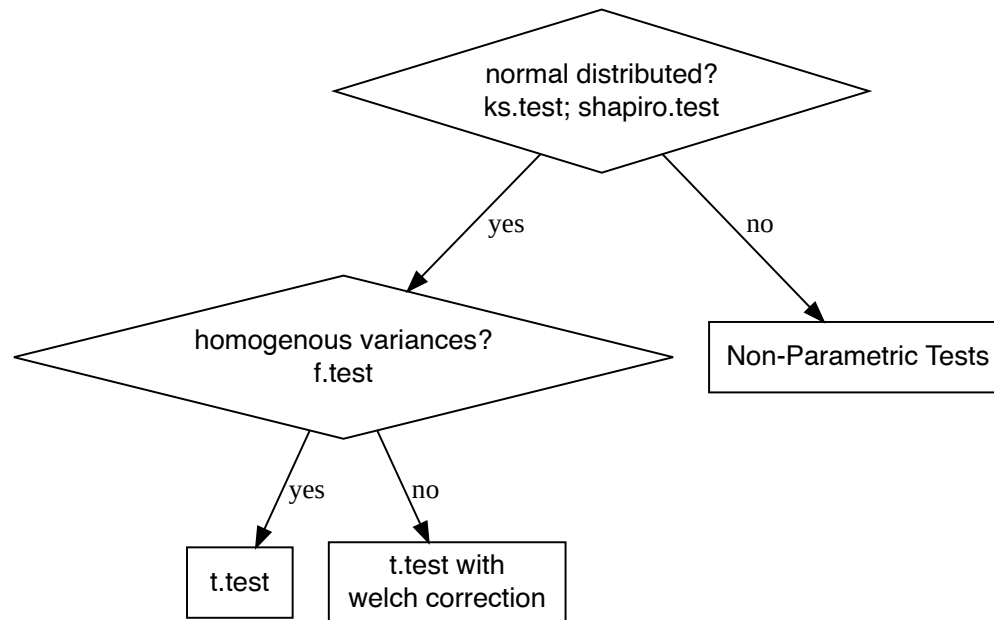 normal distributed?
ks.test; shapiro.test
yes
no
homogenous variances?
f.test
Non-Parametric Tests
yes
no
t.test
t.test with
welch correction